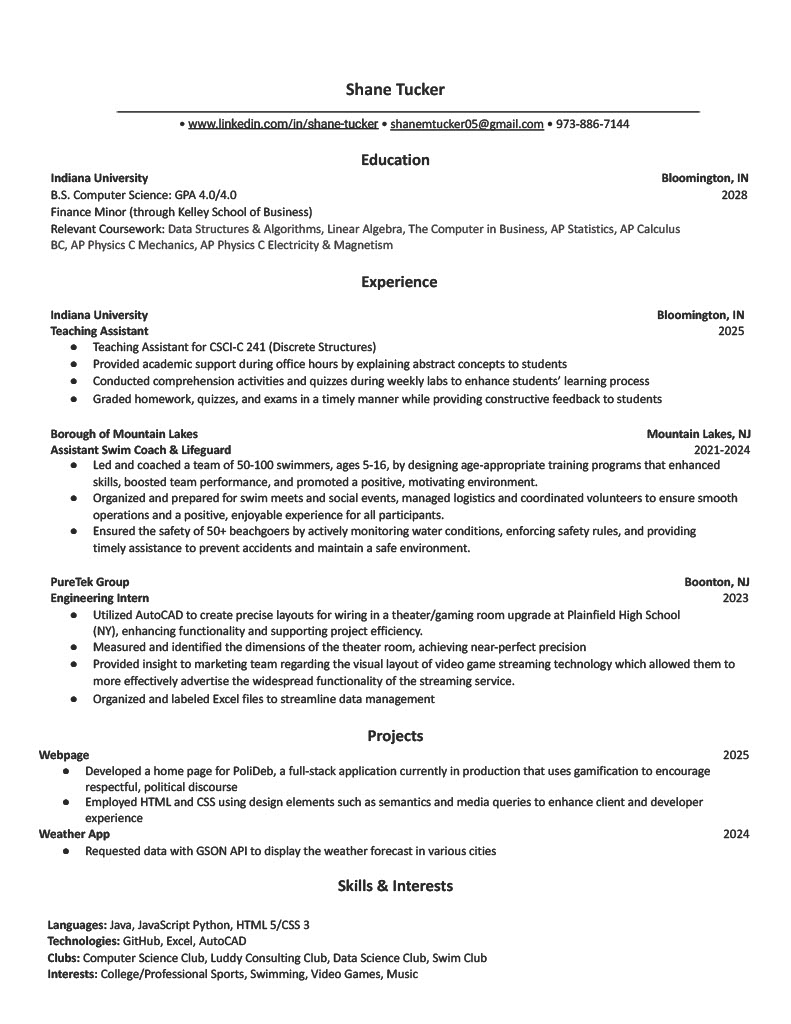 Shane Tucker
• www.linkedin.com/in/shane-tucker • shanemtucker05@gmail.com • 973-886-7144
Education
Indiana University Bloomington, IN
B.S. Computer Science: GPA 4.0/4.0 2028
Finance Minor (through Kelley School of Business)
Relevant Coursework: Data Structures & Algorithms, Linear Algebra, The Computer in Business, AP Statistics, AP Calculus
BC, AP Physics C Mechanics, AP Physics C Electricity & Magnetism
Experience
Indiana University Bloomington, IN
Teaching Assistant 2025
● Teaching Assistant for CSCI-C 241 (Discrete Structures)
● Provided academic support during office hours by explaining abstract concepts to students
● Conducted comprehension activities and quizzes during weekly labs to enhance students’ learning process
● Graded homework, quizzes, and exams in a timely manner while providing constructive feedback to students
Borough of Mountain Lakes Mountain Lakes, NJ
Assistant Swim Coach & Lifeguard 2021-2024
● Led and coached a team of 50-100 swimmers, ages 5-16, by designing age-appropriate training programs that enhanced
skills, boosted team performance, and promoted a positive, motivating environment.
● Organized and prepared for swim meets and social events, managed logistics and coordinated volunteers to ensure smooth
operations and a positive, enjoyable experience for all participants.
● Ensured the safety of 50+ beachgoers by actively monitoring water conditions, enforcing safety rules, and providing
timely assistance to prevent accidents and maintain a safe environment.
PureTek Group Boonton, NJ
Engineering Intern 2023
● Utilized AutoCAD to create precise layouts for wiring in a theater/gaming room upgrade at Plainfield High School
(NY), enhancing functionality and supporting project efficiency.
● Measured and identified the dimensions of the theater room, achieving near-perfect precision
● Provided insight to marketing team regarding the visual layout of video game streaming technology which allowed them to
more effectively advertise the widespread functionality of the streaming service.
● Organized and labeled Excel files to streamline data management
Projects
Webpage 2025
● Developed a home page for PoliDeb, a full-stack application currently in production that uses gamification to encourage
respectful, political discourse
● Employed HTML and CSS using design elements such as semantics and media queries to enhance client and developer
experience
Weather App 2024
● Requested data with GSON API to display the weather forecast in various cities
Skills & Interests
Languages: Java, JavaScript Python, HTML 5/CSS 3
Technologies: GitHub, Excel, AutoCAD
Clubs: Computer Science Club, Luddy Consulting Club, Data Science Club, Swim Club
Interests: College/Professional Sports, Swimming, Video Games, Music